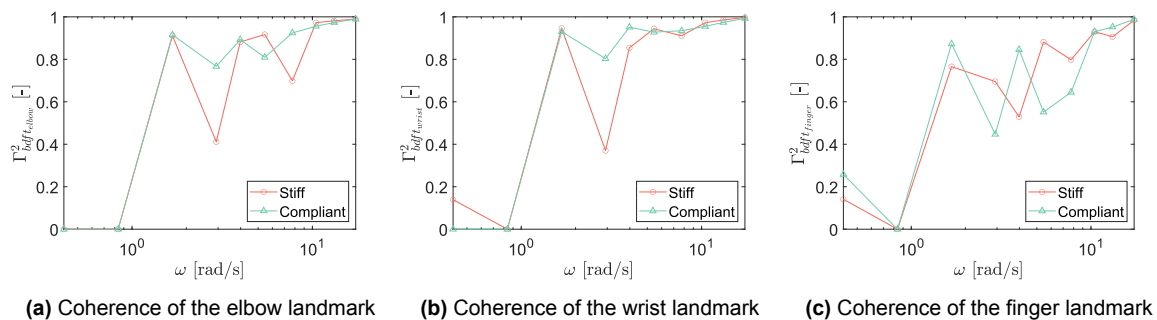 1
0.8
0.6
0.4
0.2
0
Γ²bdft_elbow [-]
10⁰
10¹
ω [rad/s]
Stiff
Compliant
(a) Coherence of the elbow landmark
1
0.8
0.6
0.4
0.2
0
Γ²bdft_wrist [-]
10⁰
10¹
ω [rad/s]
Stiff
Compliant
(b) Coherence of the wrist landmark
1
0.8
0.6
0.4
0.2
0
Γ²bdft_finger [-]
10⁰
10¹
ω [rad/s]
Stiff
Compliant
(c) Coherence of the finger landmark